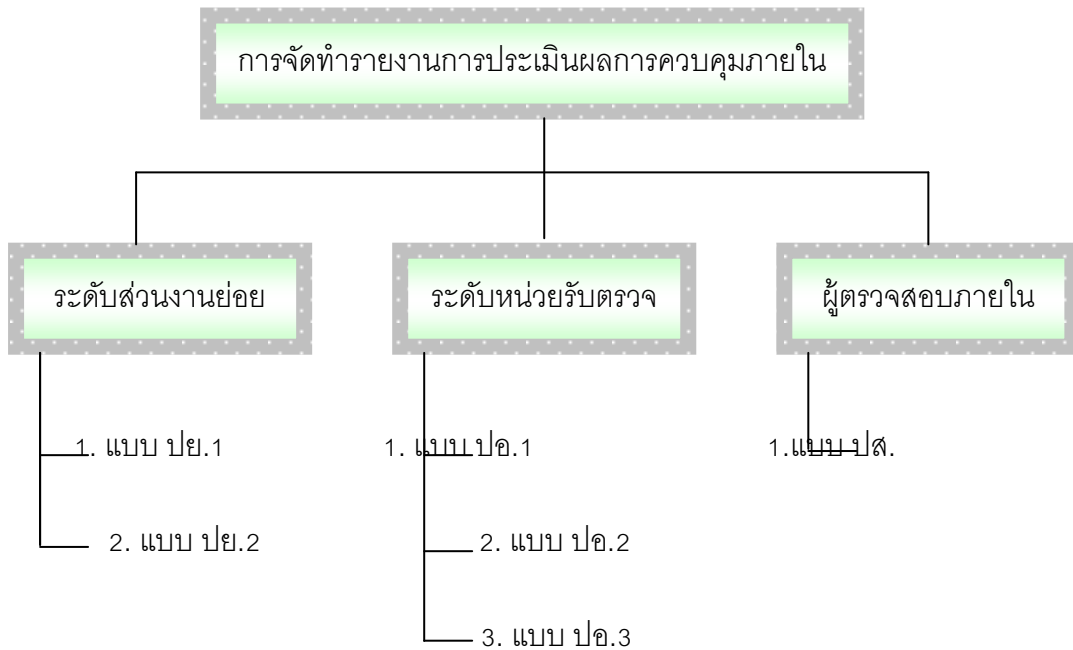 การจัดทำรายงานการประเมินผลการควบคุมภายใน
ระดับส่วนงานย่อย
ระดับหน่วยรับตรวจ
ผู้ตรวจสอบภายใน
1. แบบ ปย.1
1. แบบ ปอ.1
1.แบบ ปส.
2. แบบ ปย.2
2. แบบ ปอ.2
3. แบบ ปอ.3